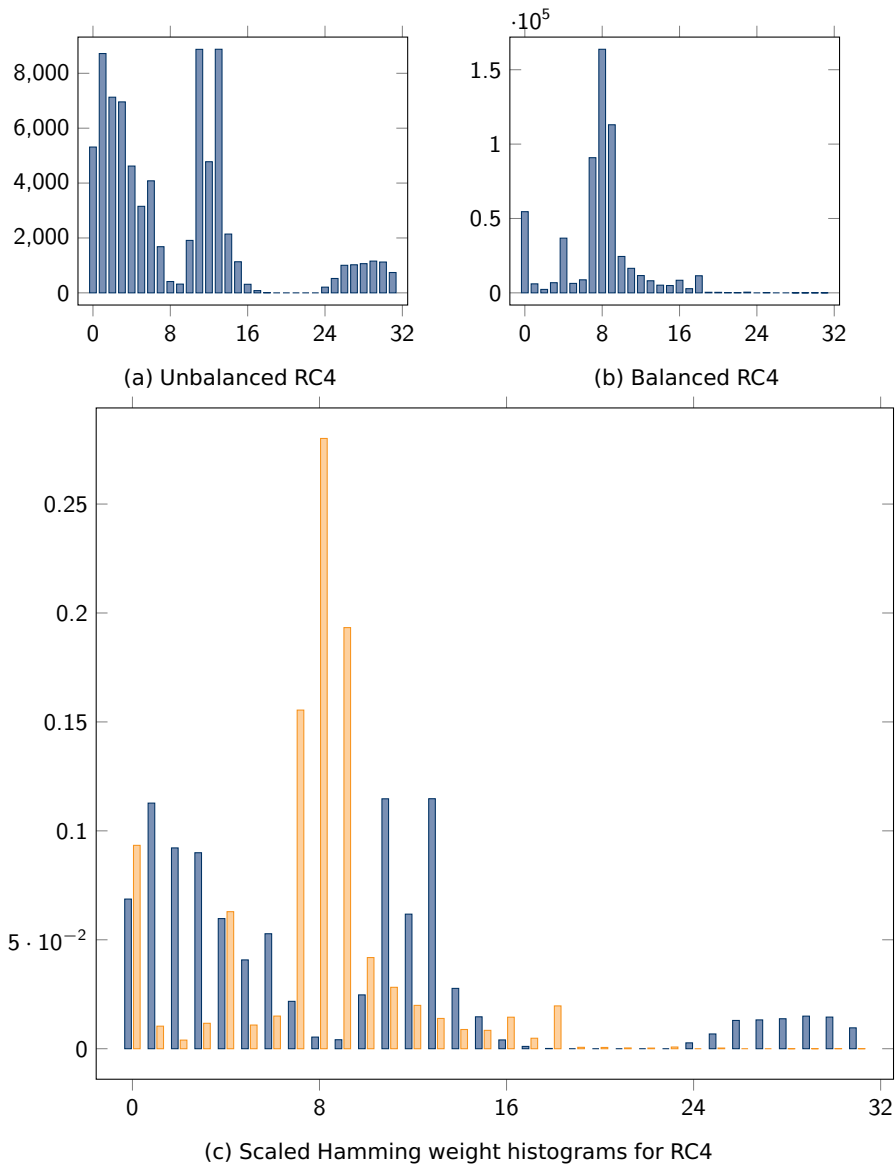 ·10⁵
8,000
6,000
4,000
2,000
0
0 8 16 24 32
(a) Unbalanced RC4
1.5
1
0.5
0
0 8 16 24 32
(b) Balanced RC4
0.25
0.2
0.15
0.1
5 · 10⁻²
0
0 8 16 24 32
(c) Scaled Hamming weight histograms for RC4